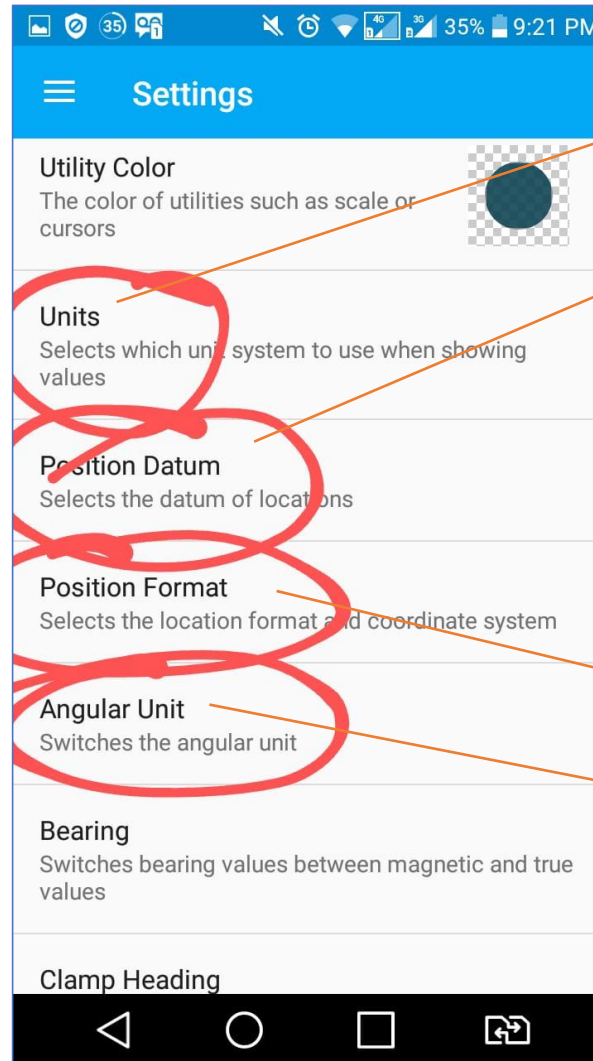 35 4G 3G 35% 9:21 PM
Settings
Utility Color
The color of utilities such as scale or
cursors
Units
Selects which unit system to use when showing
values
Position Datum
Selects the datum of locations
Position Format
Selects the location format and coordinate system
Angular Unit
Switches the angular unit
Bearing
Switches bearing values between magnetic and true
values
Clamp Heading